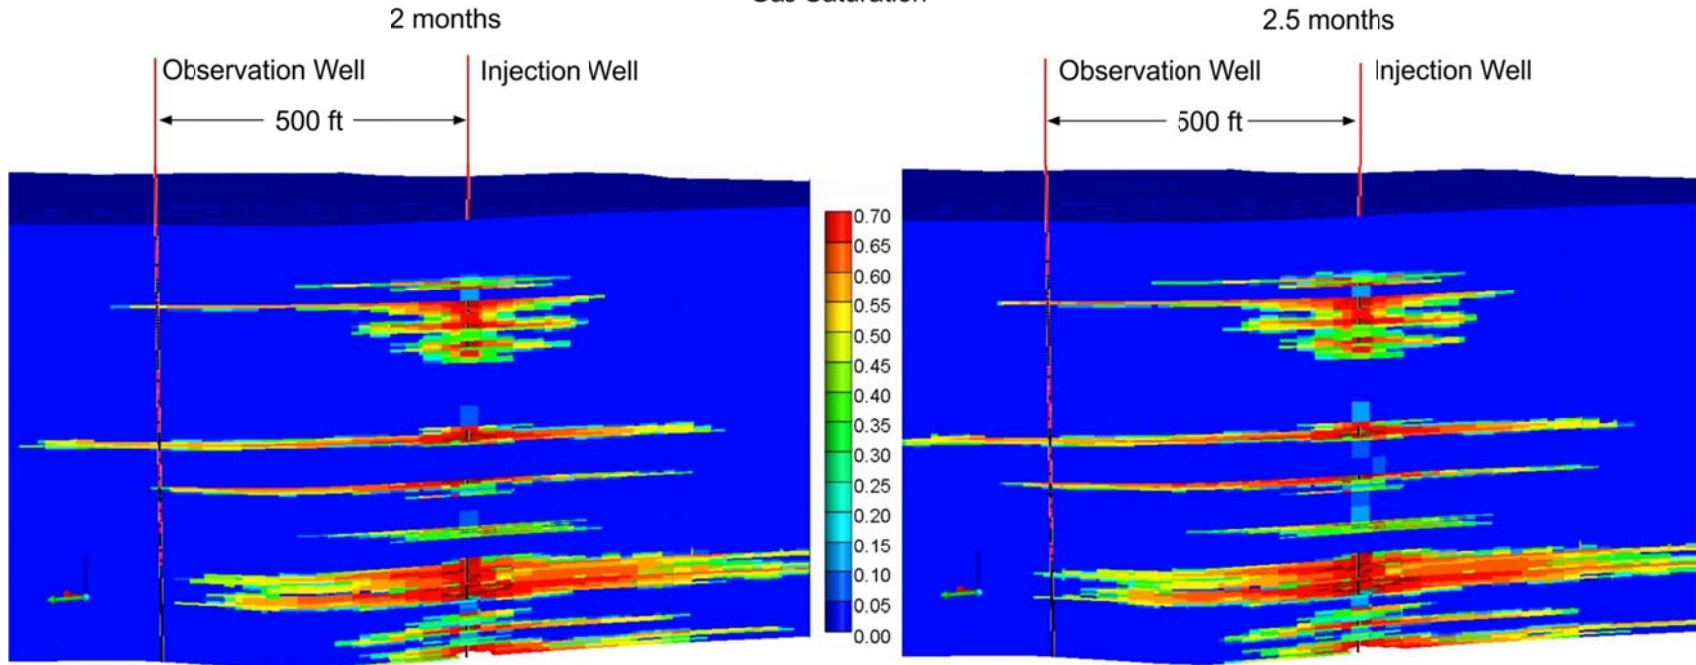 2 months
2.5 months
Observation Well
Injection Well
500 ft
0.70
0.65
0.60
0.55
0.50
0.45
0.40
0.35
0.30
0.25
0.20
0.15
0.10
0.05
0.00
Observation Well
Injection Well
500 ft